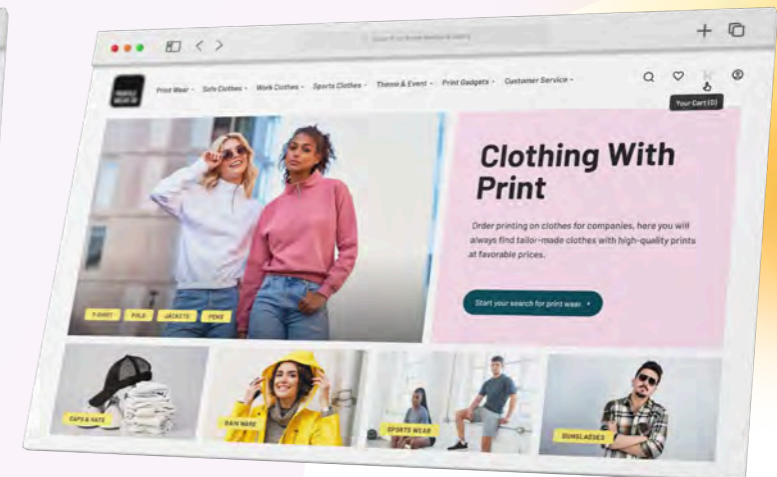 Print Wear
Safe Clothes
Work Clothes
Sports Clothes
Theme & Event
Print Gadgets
Customer Service
Your Cart (0)
Clothing With
Print
Order printing on clothes for companies, here you will
always find tailor-made clothes with high-quality prints
at favorable prices.
Start your search for print wear
T-SHIRT
POLO
JACKETS
CAPS & HATS
RAIN WARE
SPORTS WEAR
SUNGLASSES